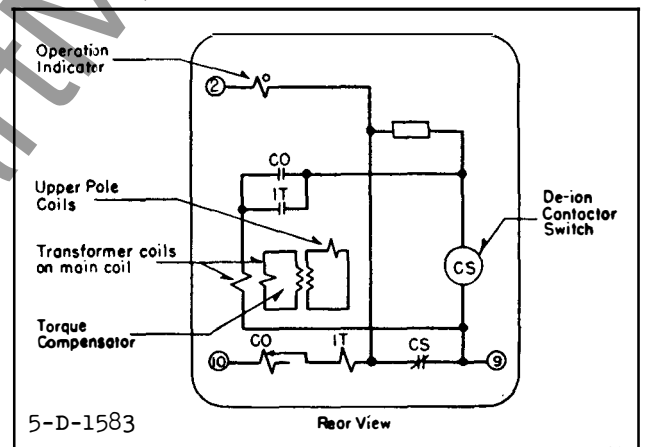 Operation
Indicator
2
CO
IT
Upper Pole
Coils
De-ion
Contactor
Switch
Transformer coils
on main coil
CS
Torque
Compensator
10
CO
IT
CS
9
5-D-1583
Rear View